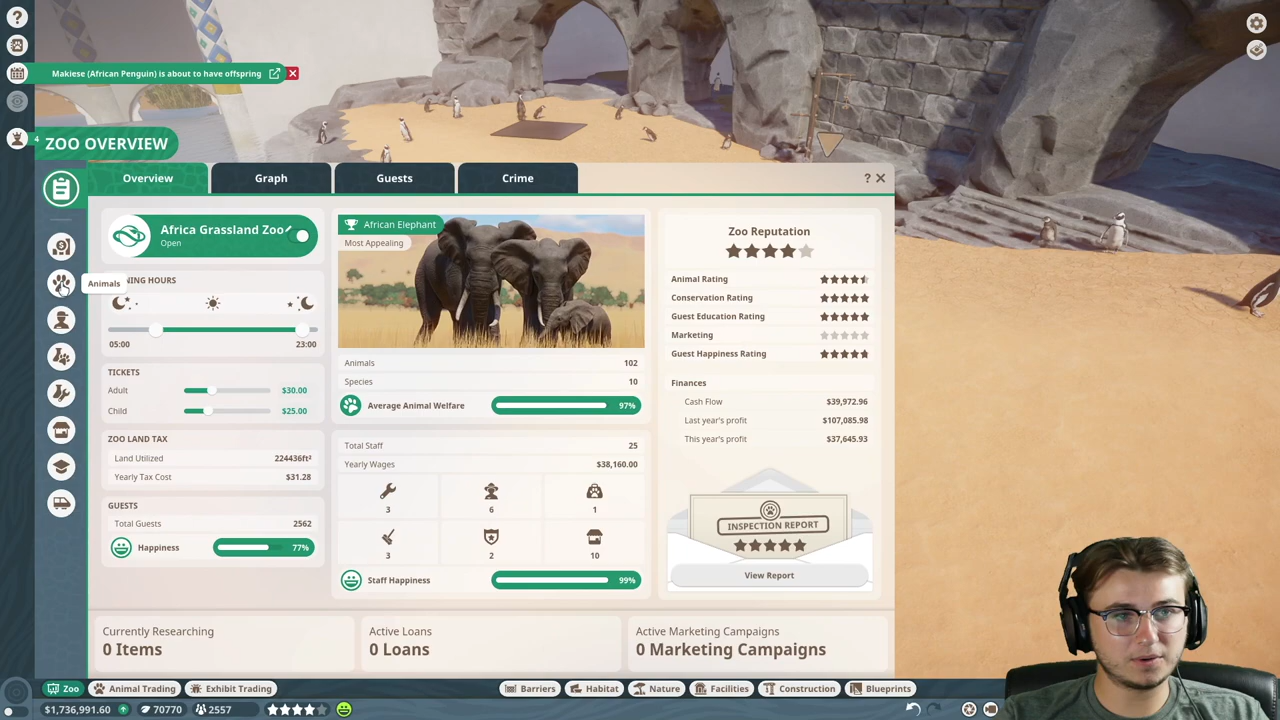 Makiese (African Penguin) is about to have offspring
4
ZOO OVERVIEW
Overview
Graph
Guests
Crime
?
Africa Grassland Zoo
Open
NING HOURS
Animals
05:00
23:00
TICKETS
Adult
$30.00
Child
$25.00
ZOO LAND TAX
Land Utilized
224436ft²
Yearly Tax Cost
$31.28
GUESTS
Total Guests
2562
Happiness
77%
African Elephant
Most Appealing
Animals
102
Species
10
Average Animal Welfare
97%
Total Staff
25
Yearly Wages
$38,160.00
3
6
1
3
2
10
Staff Happiness
99%
Zoo Reputation
Animal Rating
Conservation Rating
Guest Education Rating
Marketing
Guest Happiness Rating
Finances
Cash Flow
$39,972.96
Last year's profit
$107,085.98
This year's profit
$37,645.93
INSPECTION REPORT
View Report
Currently Researching
0 Items
Active Loans
0 Loans
Active Marketing Campaigns
0 Marketing Campaigns
Zoo
Animal Trading
Exhibit Trading
Barriers
Habitat
Nature
Facilities
Construction
Blueprints
$1,736,991.60
70770
2557